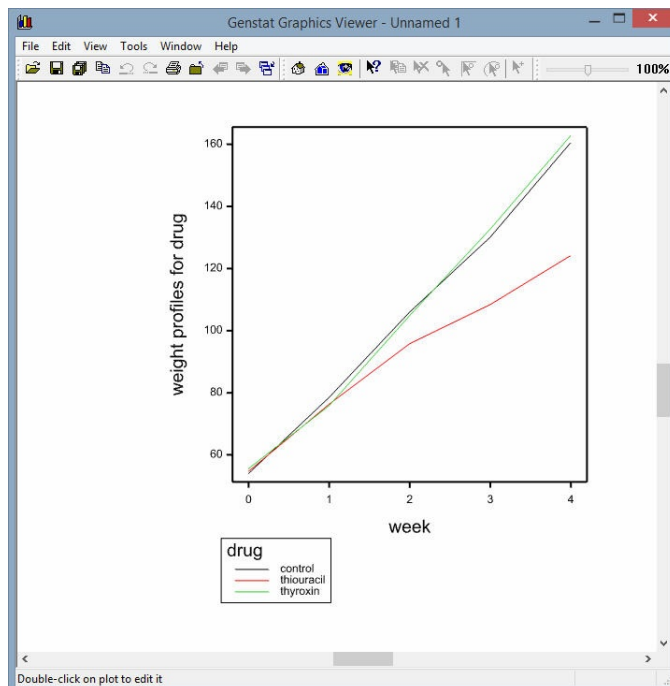 Genstat Graphics Viewer - Unnamed 1
File Edit View Tools Window Help
100%
weight profiles for drug
160
140
120
100
80
60
0 1 2 3 4
week
drug
control
thiouracil
thyroxin
Double-click on plot to edit it